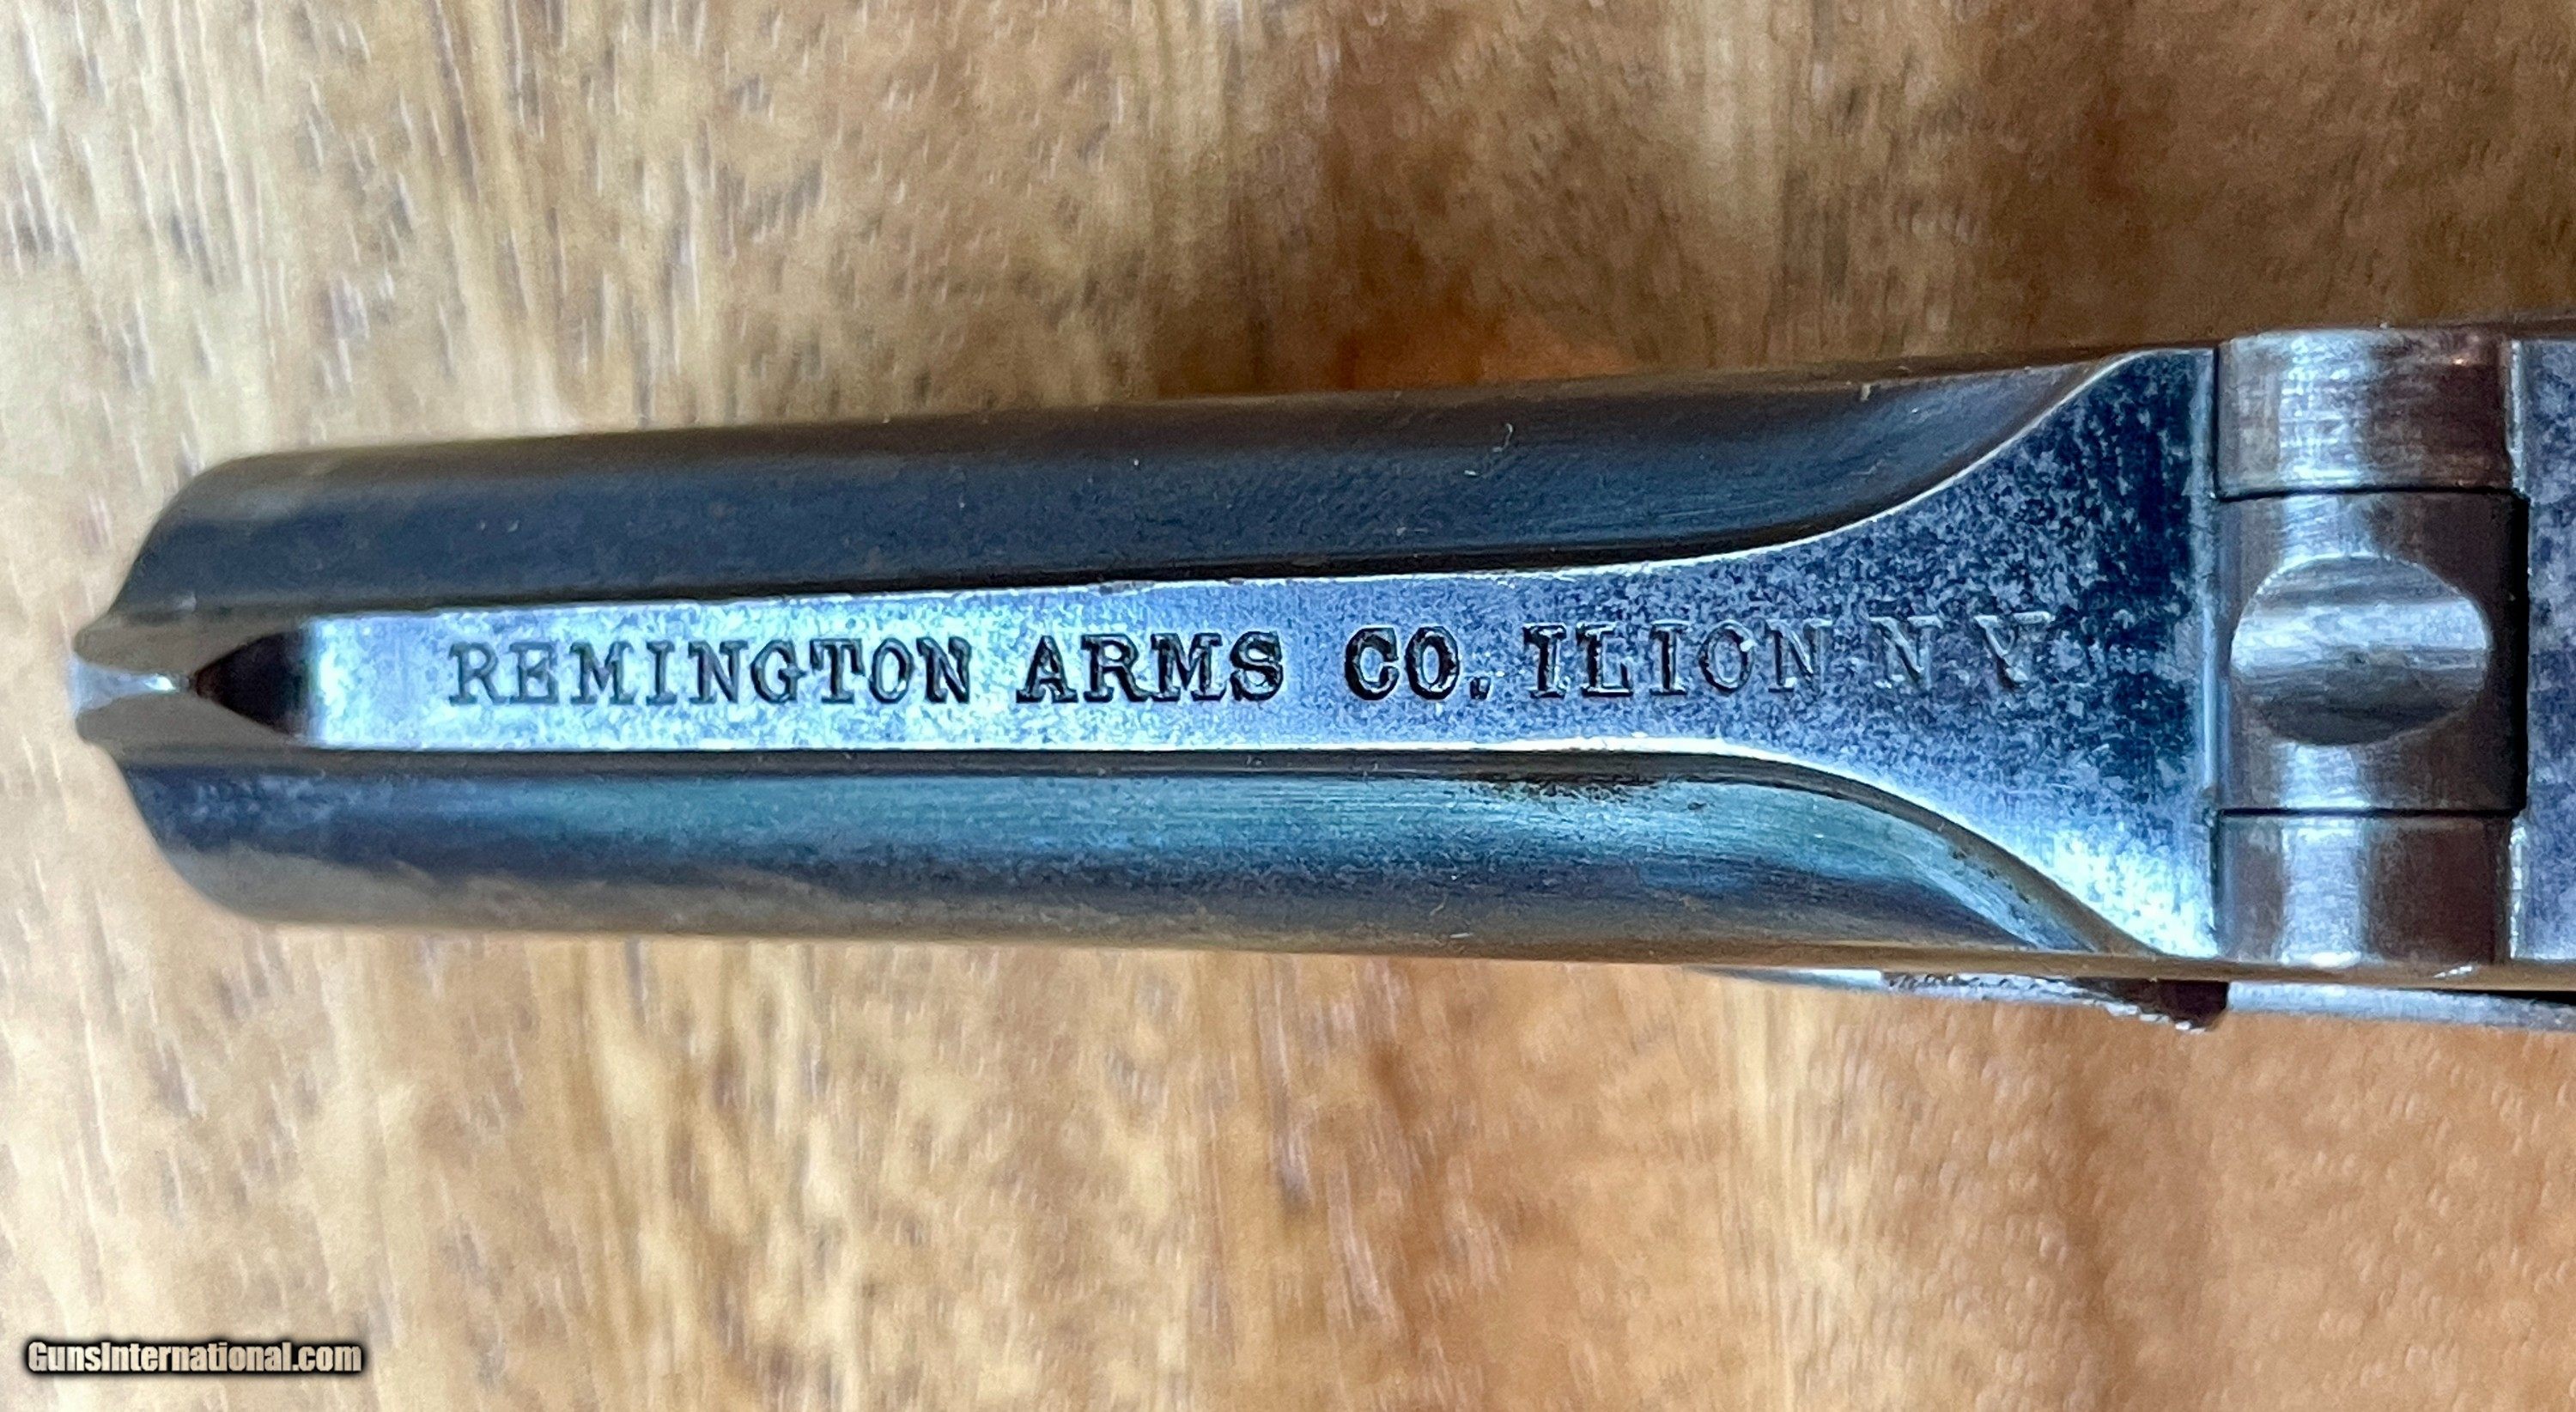 REMINGTON ARMS CO. ILION N.Y.
GunsInternational.com